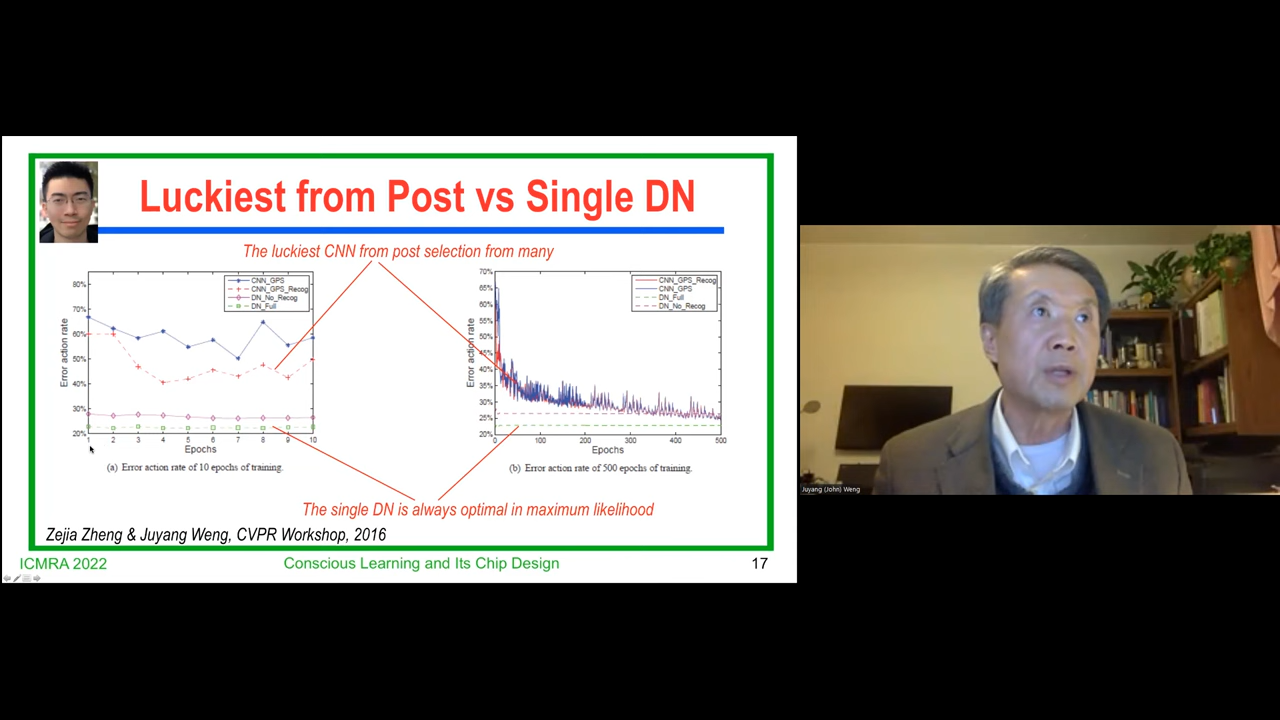 Luckiest from Post vs Single DN
The luckiest CNN from post selection from many
CNN_GPS
CNN_GPS_Recog
DN_No_Recog
DN_Full
80%
70%
60%
50%
40%
30%
20%
Error action rate
1 2 3 4 5 6 7 8 9 10
Epochs
(a) Error action rate of 10 epochs of training.
CNN_GPS_Recog
CNN_GPS
DN_Full
DN_No_Recog
70%
65%
60%
55%
50%
45%
40%
35%
30%
25%
20%
Error action rate
0 100 200 300 400 500
Epochs
(b) Error action rate of 500 epochs of training.
The single DN is always optimal in maximum likelihood
Zejia Zheng & Juyang Weng, CVPR Workshop, 2016
ICMRA 2022
Conscious Learning and Its Chip Design
17
Juyang (John) Weng